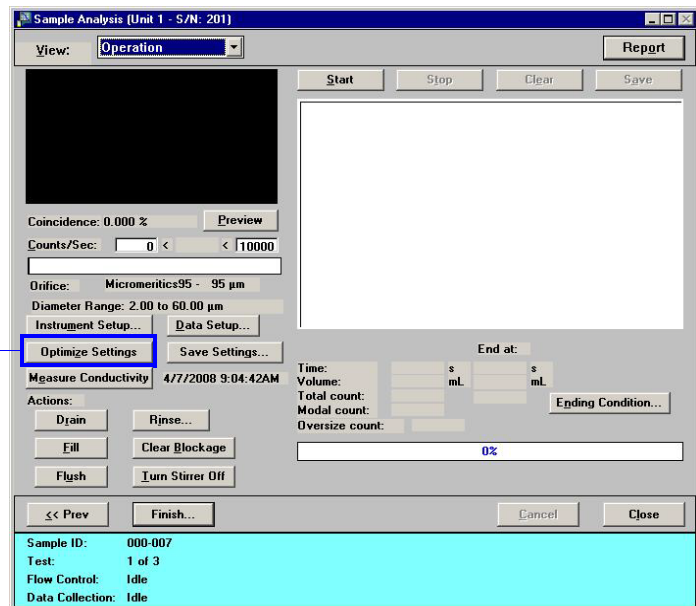 Sample Analysis (Unit 1 - S/N: 201)
View: Operation Report
Start Stop Clear Save
Coincidence: 0.000 % Preview
Counts/Sec: 0 < < 10000
Orifice: Micromeritics95 - 95 µm
Diameter Range: 2.00 to 60.00 µm
Instrument Setup... Data Setup...
Optimize Settings Save Settings...
Measure Conductivity 4/7/2008 9:04:42AM
Actions:
Drain Rinse...
Fill Clear Blockage
Flush Turn Stirrer Off
End at:
Time: s s
Volume: mL mL
Total count:
Modal count:
Oversize count:
Ending Condition...
0%
<< Prev Finish... Cancel Close
Sample ID: 000-007
Test: 1 of 3
Flow Control: Idle
Data Collection: Idle